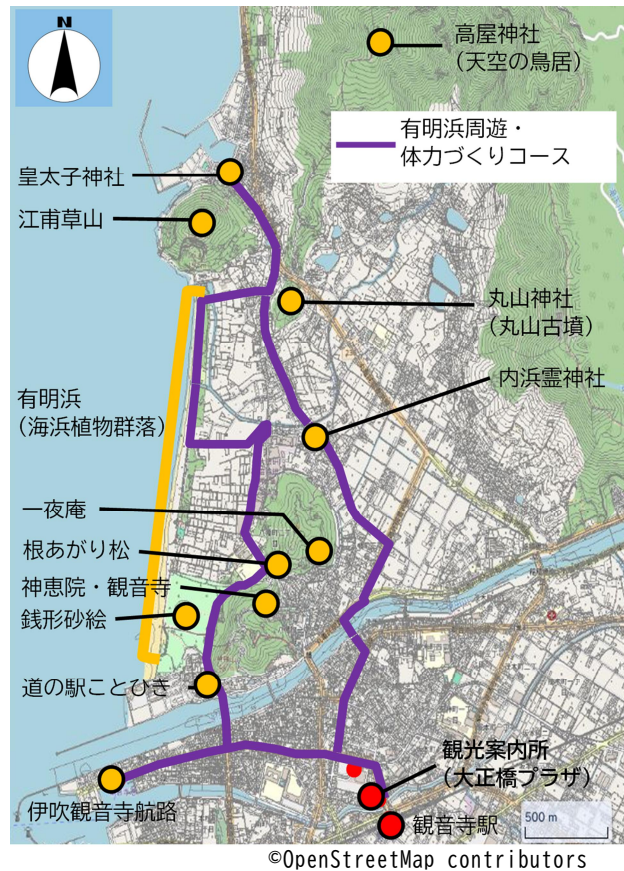 N
高屋神社
(天空の鳥居)
有明浜周遊・
体力づくりコース
皇太子神社
江甫草山
丸山神社
(丸山古墳)
内浜霊神社
有明浜
(海浜植物群落)
一夜庵
根あがり松
神恵院・観音寺
銭形砂絵
道の駅ことひき
観光案内所
(大正橋プラザ)
伊吹観音寺航路
観音寺駅
500 m
©OpenStreetMap contributors